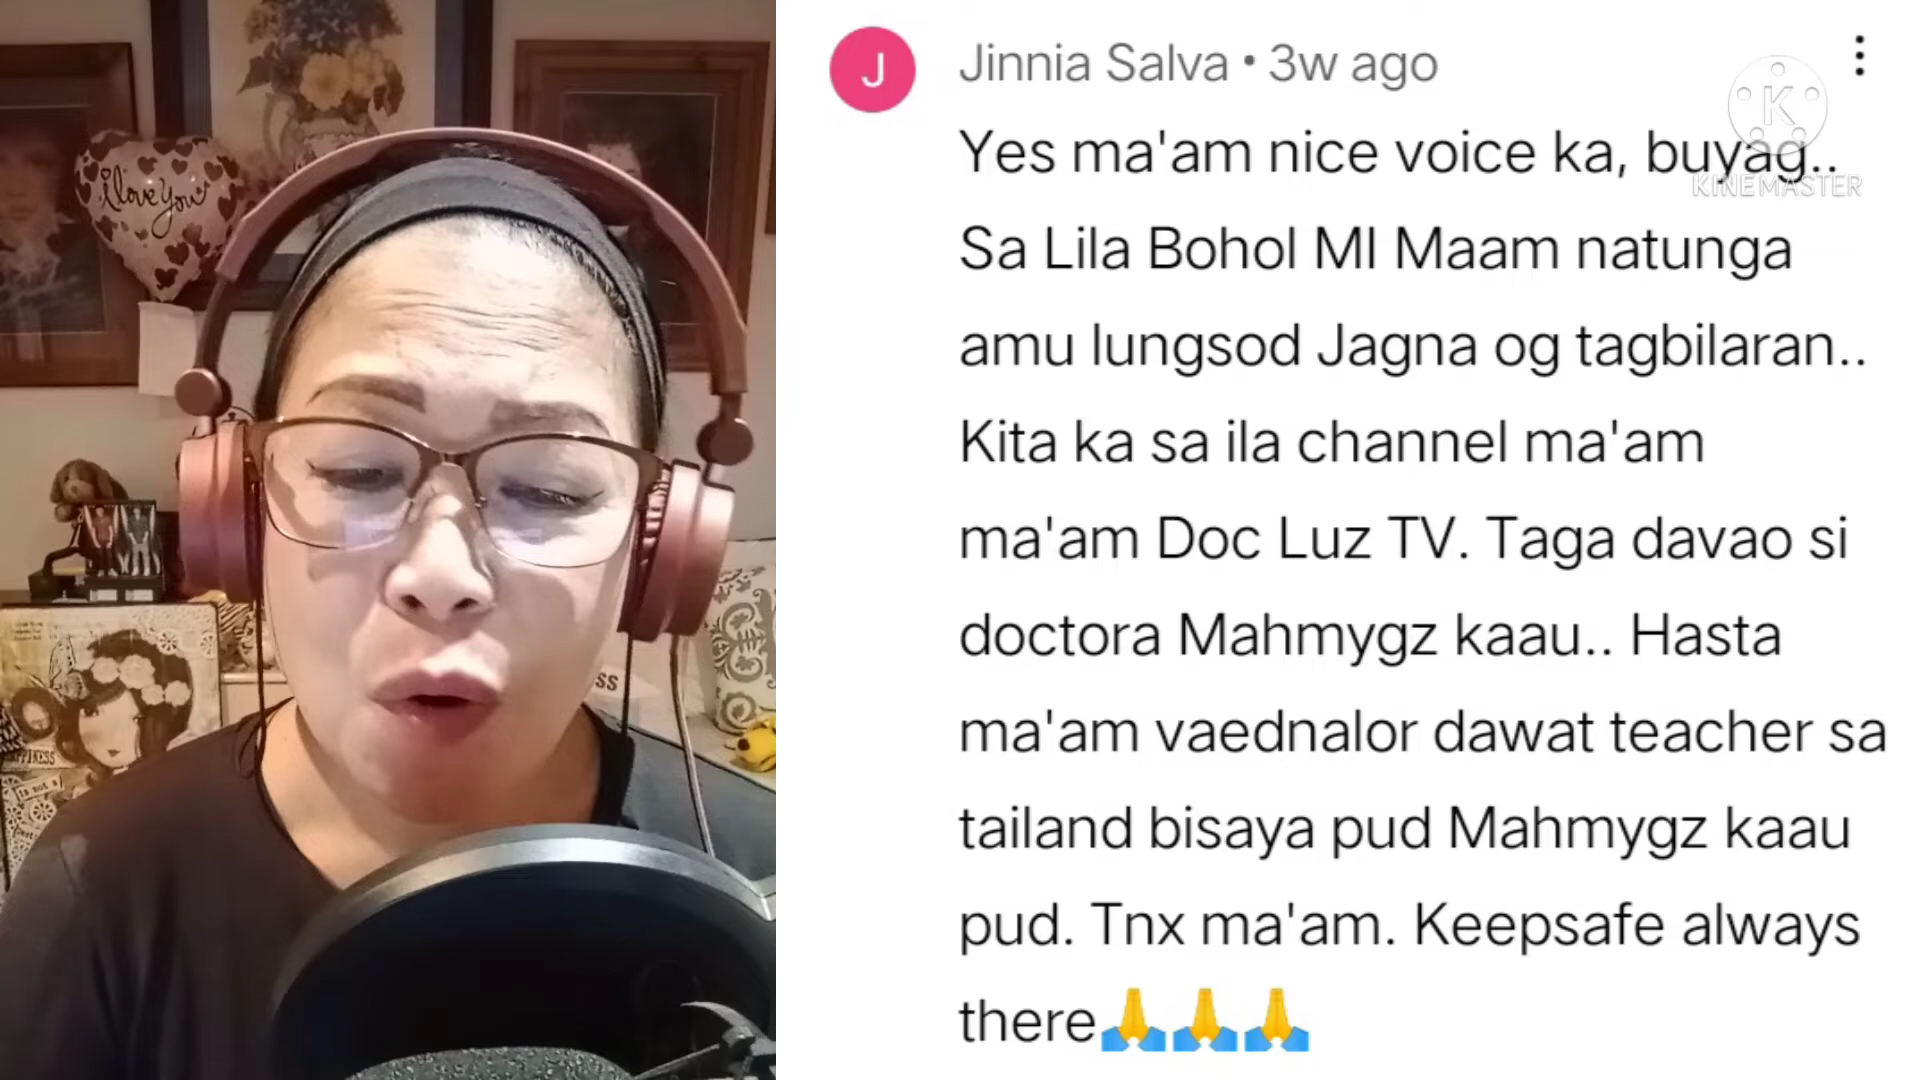 i love you
J
Jinnia Salva • 3w ago
Yes ma'am nice voice ka, buyag..
KINEMASTER
Sa Lila Bohol MI Maam natunga
amu lungsod Jagna og tagbilaran..
Kita ka sa ila channel ma'am
ma'am Doc Luz TV. Taga davao si
doctora Mahmygz kaau.. Hasta
ma'am vaednalor dawat teacher sa
tailand bisaya pud Mahmygz kaau
pud. Tnx ma'am. Keepsafe always
there🙏🙏🙏